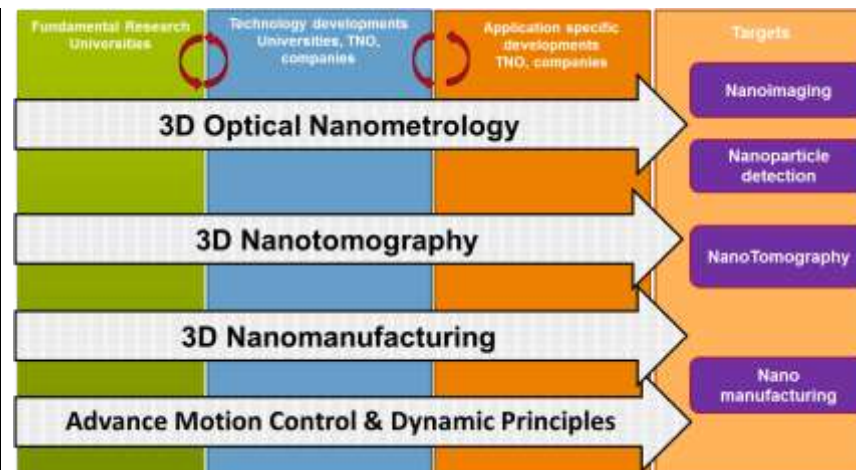 Fundamental Research
Universities
Technology developments
Universities, TNO,
companies
Application specific
developments
TNO, companies
Targets
3D Optical Nanometrology
3D Nanotomography
3D Nanomanufacturing
Advance Motion Control & Dynamic Principles
Nanoimaging
Nanoparticle
detection
NanoTomography
Nano
manufacturing